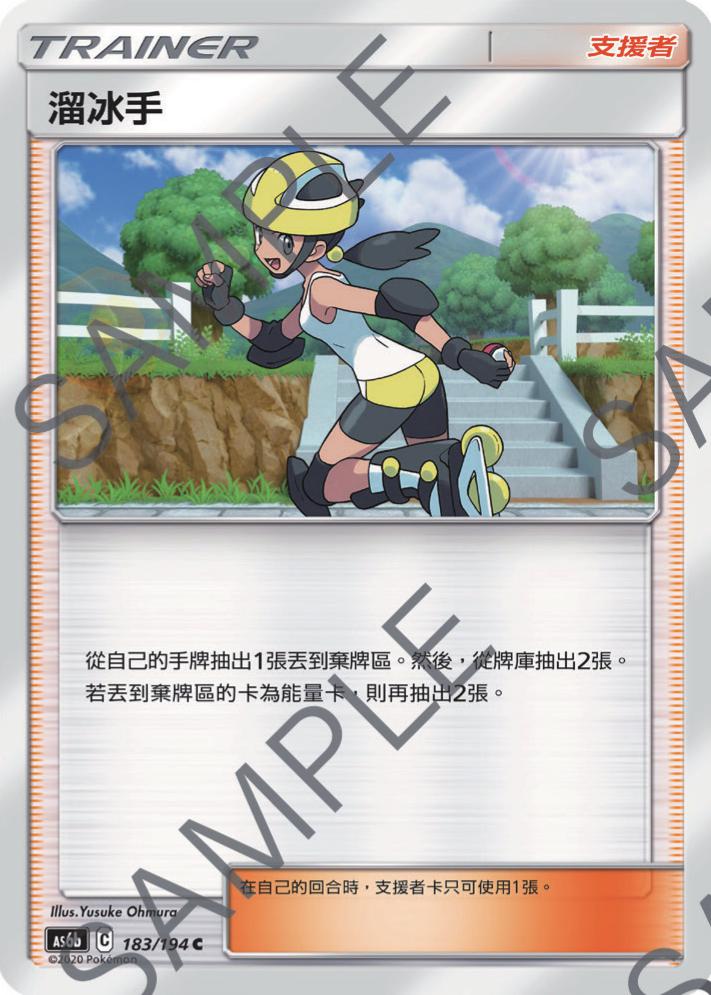 TRAINER
支援者
溜冰手
從自己的手牌抽出1張丟到棄牌區。然後,從牌庫抽出2張。
若丟到棄牌區的卡為能量卡,則再抽出2張。
在自己的回合時,支援者卡只可使用1張。
Illus.Yusuke Ohmura
AS6b C 183/194 C
©2020 Pokémon
SAMPLE
SAMPLE
SAMPLE
SA
SA